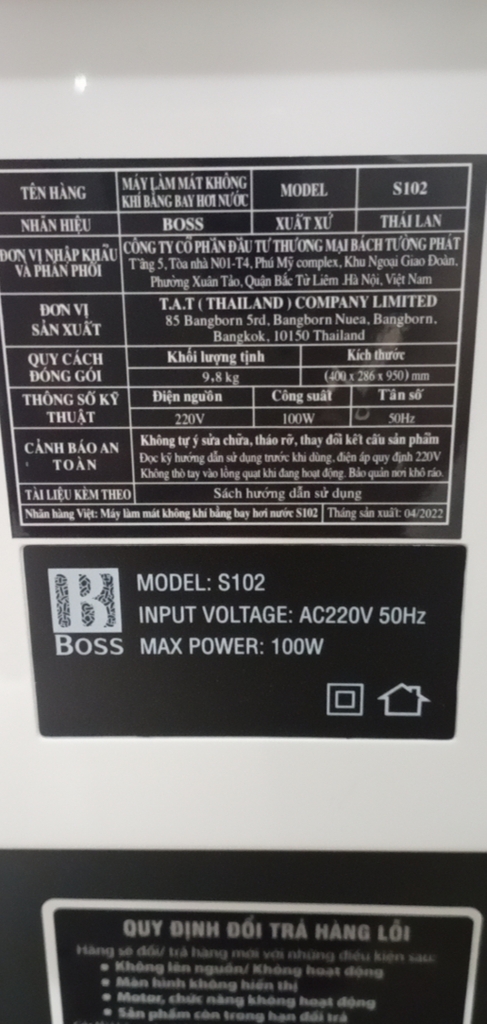 TÊN HÀNG
MÁY LÀM MÁT KHÔNG
KHÍ BẰNG BAY HƠI NƯỚC
MODEL
S102
NHÃN HIỆU
BOSS
XUẤT XỨ
THÁI LAN
ĐƠN VỊ NHẬP KHẨU
VÀ PHÂN PHỐI
CÔNG TY CỔ PHẦN ĐẦU TƯ THƯƠNG MẠI BÁCH TƯỜNG PHÁT
Tầng 5, Tòa nhà N01-T4, Phú Mỹ complex, Khu Ngoại Giao Đoàn,
Phường Xuân Tảo, Quận Bắc Từ Liêm .Hà Nội, Việt Nam
ĐƠN VỊ
SẢN XUẤT
T.A.T ( THAILAND ) COMPANY LIMITED
85 Bangborn 5rd, Bangborn Nuea, Bangborn,
Bangkok, 10150 Thailand
QUY CÁCH
ĐÓNG GÓI
Khối lượng tịnh
Kích thước
9,8 kg
(400 x 286 x 950) mm
THÔNG SỐ KỸ
THUẬT
Điện nguồn
Công suất
Tần số
220V
100W
50Hz
CẢNH BÁO AN
TOÀN
Không tự ý sửa chữa, tháo rỡ, thay đổi kết cấu sản phẩm
Đọc kỹ hướng dẫn sử dụng trước khi dùng, điện áp quy định 220V
Không thò tay vào lồng quạt khi đang hoạt động. Bảo quản nơi khô ráo.
TÀI LIỆU KÈM THEO
Sách hướng dẫn sử dụng
Nhãn hàng Việt: Máy làm mát không khí bằng bay hơi nước S102
Tháng sản xuất: 04/2022
B
BOSS
MODEL: S102
INPUT VOLTAGE: AC220V 50Hz
MAX POWER: 100W
QUY ĐỊNH ĐỔI TRẢ HÀNG LỖI
Hàng sẽ đổi/ trả hàng mới với những điều kiện sau:
• Không lên nguồn/ Không hoạt động
• Màn hình không hiển thị
• Motor, chức năng không hoạt động
• Sản phẩm còn trong hạn đổi trả